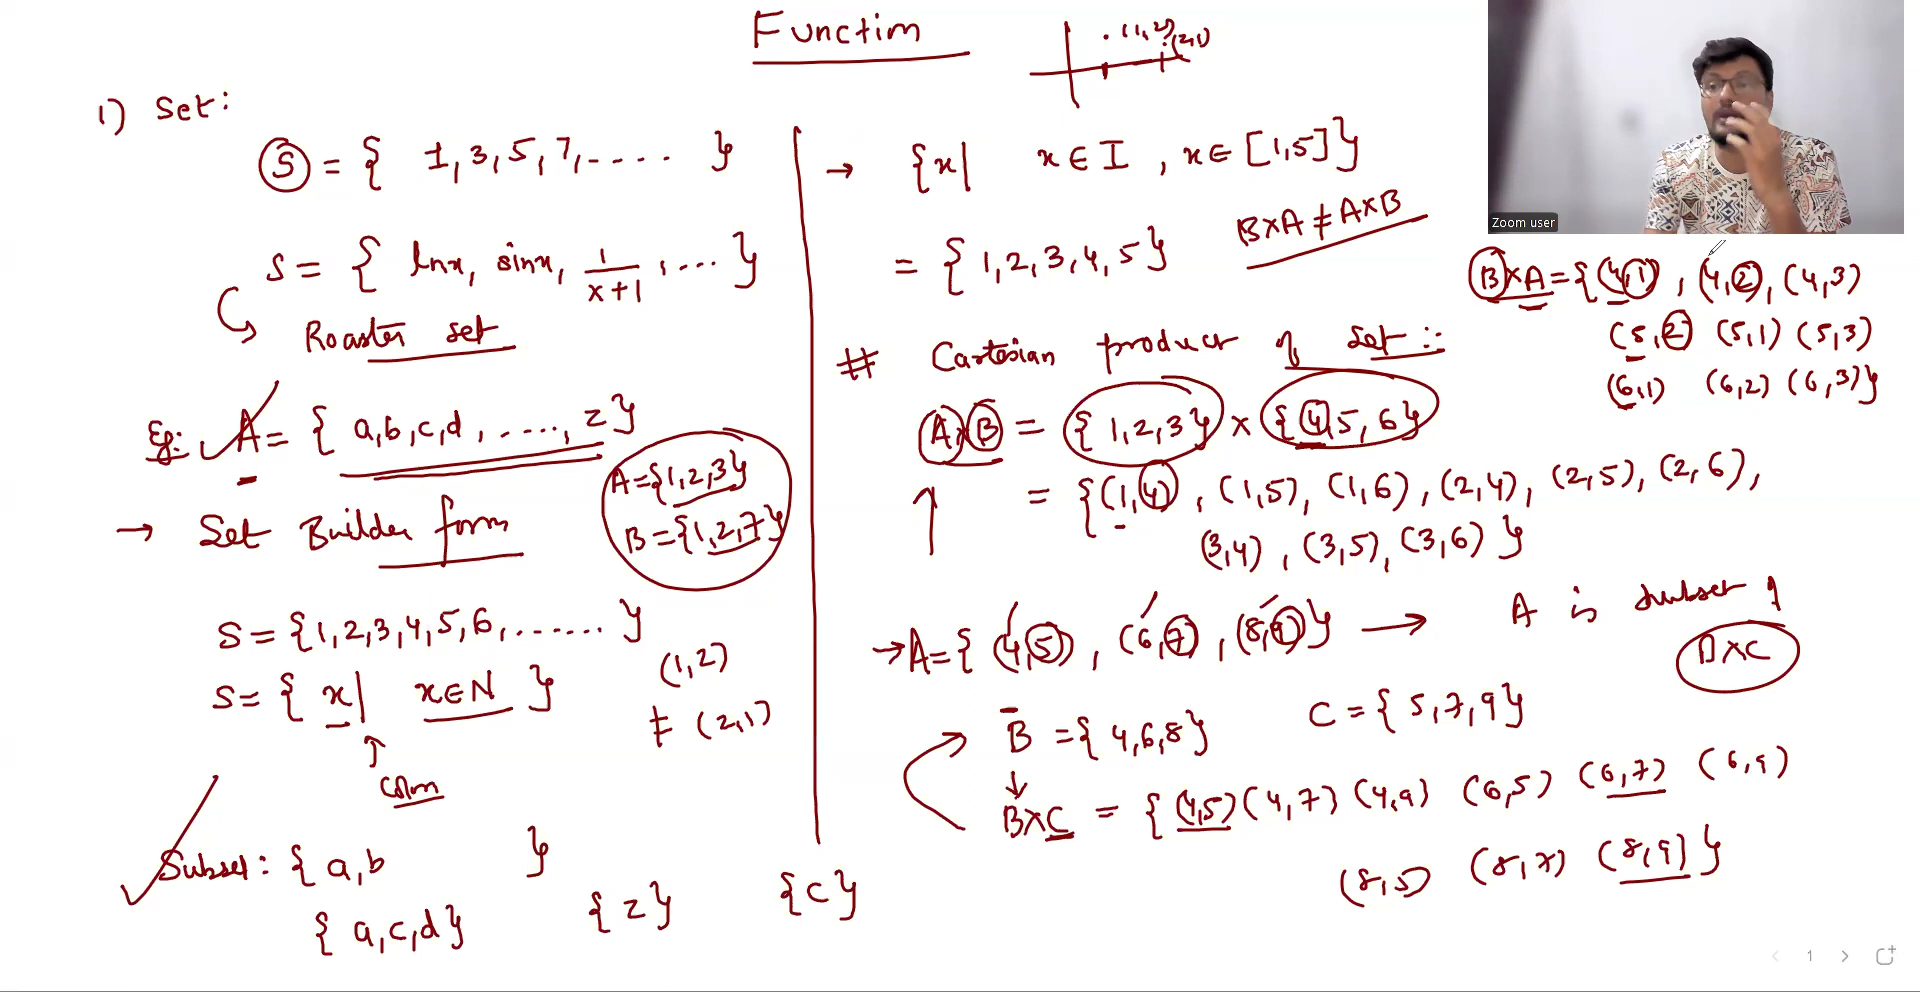 Function
(1,2)
(2,1)
1) Set:
S = { 1, 3, 5, 7, - . . . . }
S = { lnx, sinx, 1/x+1, ... }
Roaster set
Eg: A = { a,b,c,d, ....., z }
A={1,2,3}
B={1,2,7}
→ Set Builder form
S = {1,2,3,4,5,6,.......}
S = { x| x∈N }
↑
colon
(1,2)
≠ (2,1)
Subset: { a,b }
{ a,c,d } { z } { c }
→ {x| x∈I , x∈[1,5]}
= {1,2,3,4,5}
B×A ≠ A×B
# Cartesian product of set::
A×B = {1,2,3} × {4,5,6}
= {(1,4), (1,5), (1,6), (2,4), (2,5), (2,6),
(3,4), (3,5), (3,6)}
→ A={ (4,5), (6,7), (8,9)} → A is subset of
B×C
B = {4,6,8} C = {5,7,9}
B×C = { (4,5) (4,7) (4,9) (6,5) (6,7) (6,9)
(8,5) (8,7) (8,9) }
Zoom user
B×A={(4,1), (4,2), (4,3)
(5,2) (5,1) (5,3)
(6,1) (6,2) (6,3)}
1